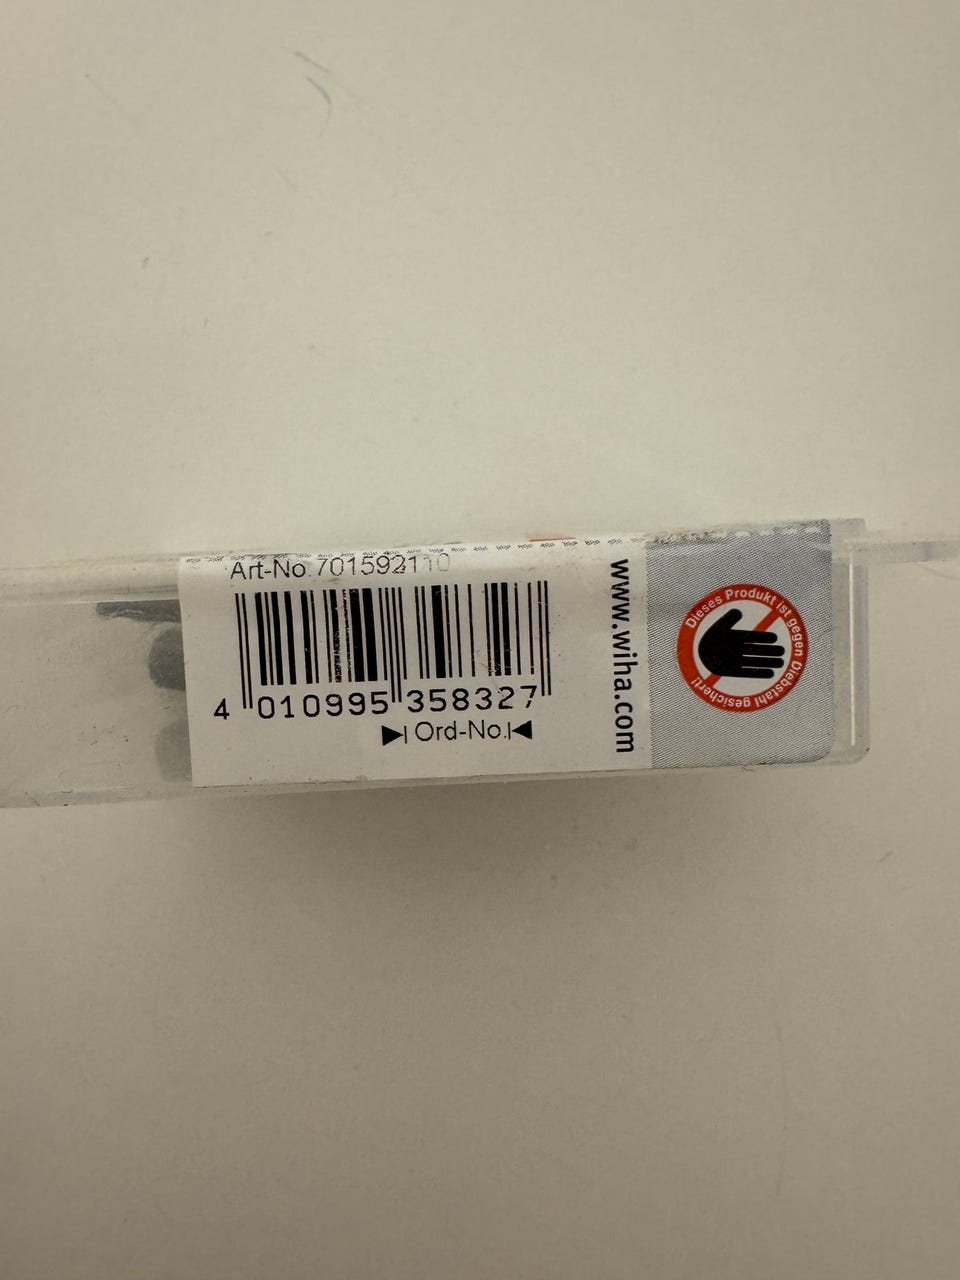 Art-No.701592110
4 010995 358327
Ord-No.
www.wiha.com
Dieses Produkt ist gegen Diebstahl gesichert!